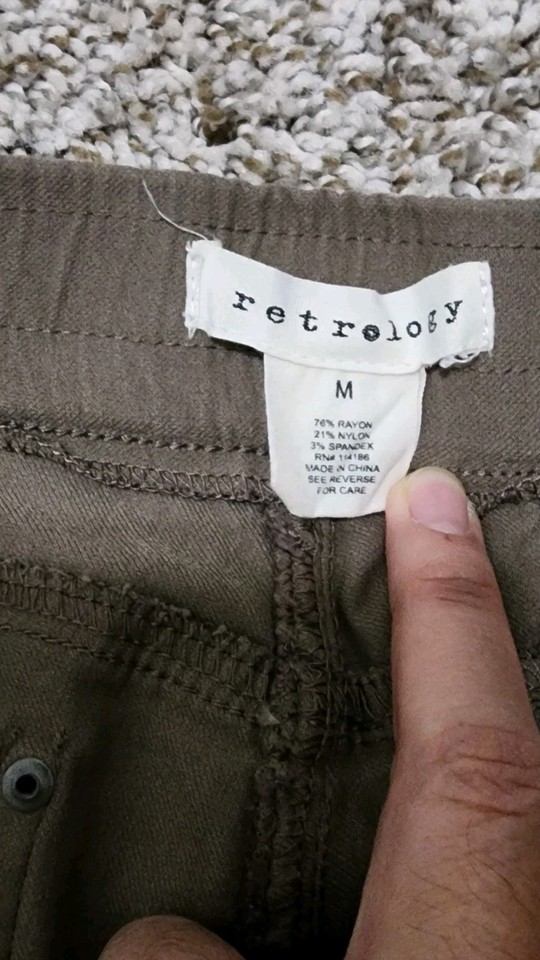 retrology
M
76% RAYON
21% NYLON
3% SPANDEX
RN# 114186
MADE IN CHINA
SEE REVERSE
FOR CARE